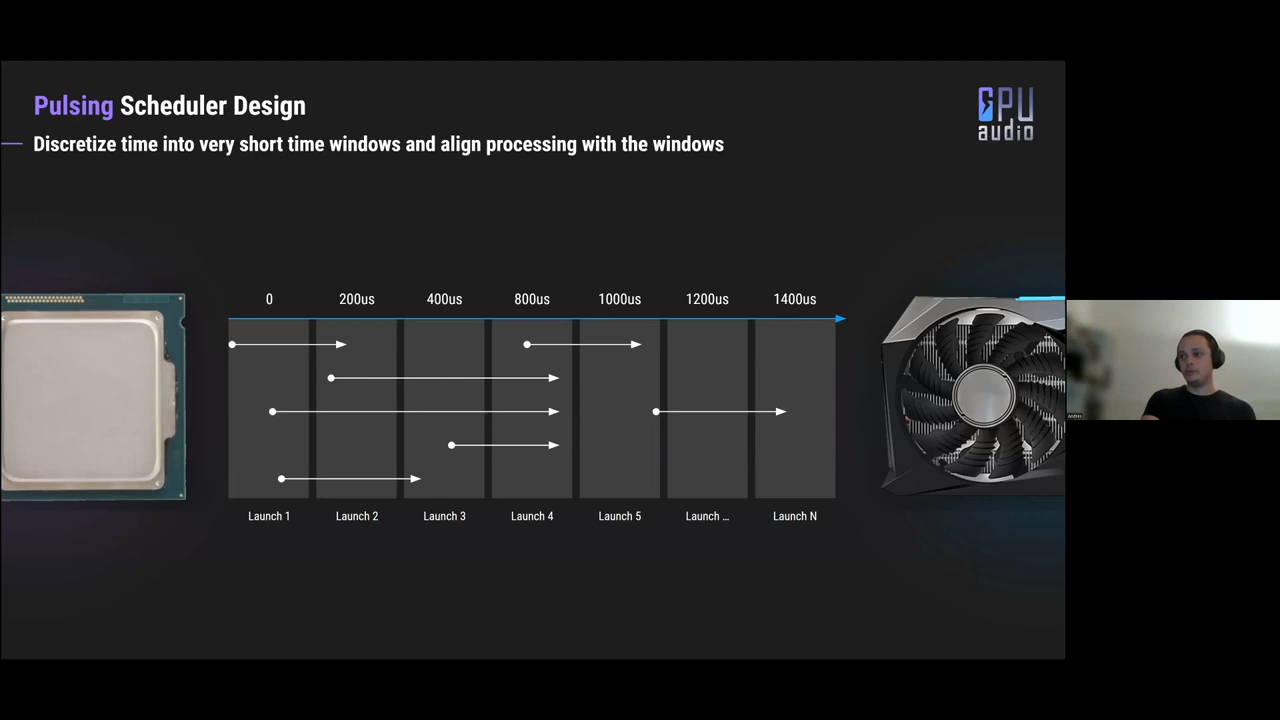 Pulsing Scheduler Design
GPU
audio
Discretize time into very short time windows and align processing with the windows
0 200us 400us 800us 1000us 1200us 1400us
Launch 1 Launch 2 Launch 3 Launch 4 Launch 5 Launch ... Launch N
Andres